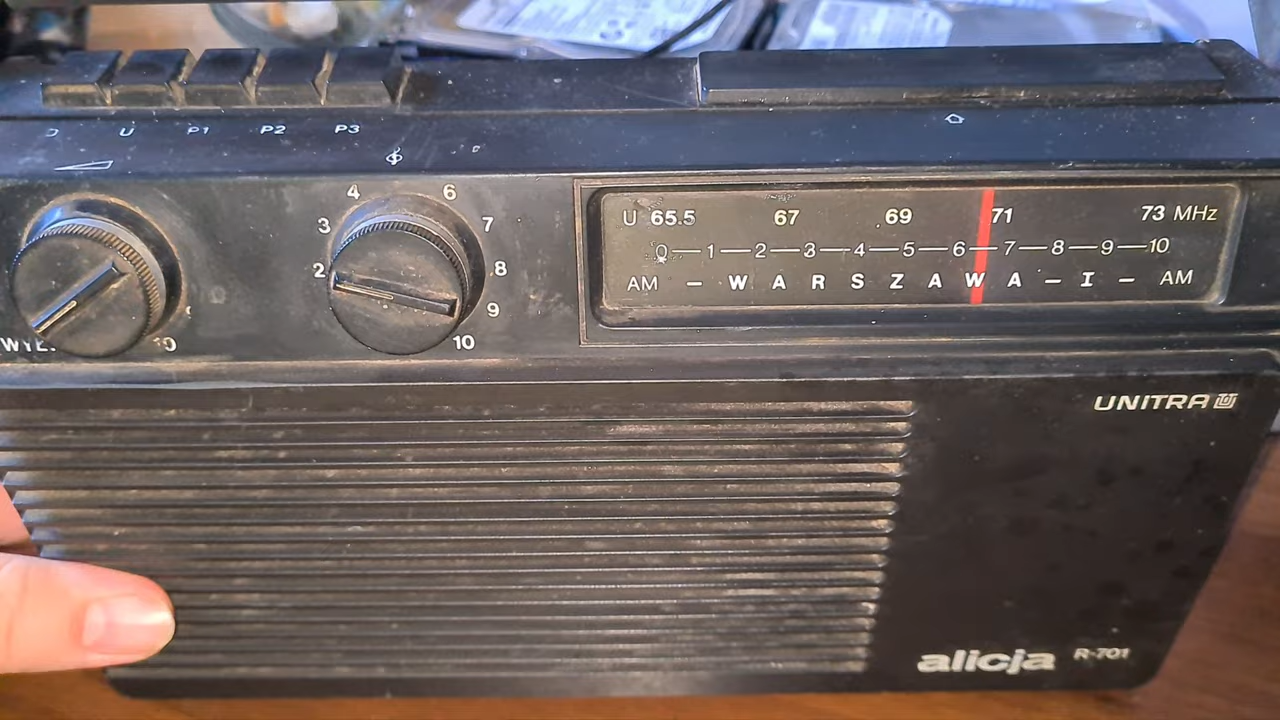 U P1 P2 P3
4 6
3 7
2 8
9
10
10
U 65.5 67 69 71 73 MHz
0—1—2—3—4—5—6—7—8—9—10
AM – W A R S Z A W A – I – AM
UNITRA
alicja R-701